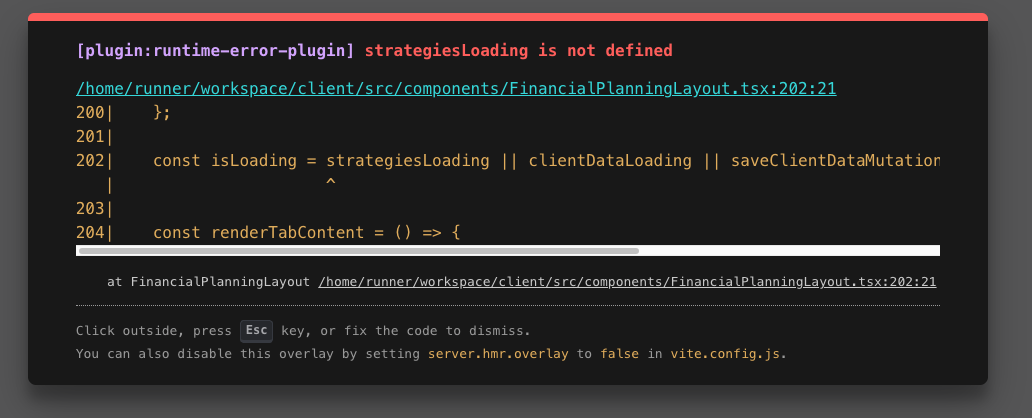 [plugin:runtime-error-plugin] strategiesLoading is not defined
/home/runner/workspace/client/src/components/FinancialPlanningLayout.tsx:202:21
200|    };
201|
202|    const isLoading = strategiesLoading || clientDataLoading || saveClientDataMutation
   |                      ^
203|
204|    const renderTabContent = () => {
at FinancialPlanningLayout /home/runner/workspace/client/src/components/FinancialPlanningLayout.tsx:202:21
Click outside, press Esc key, or fix the code to dismiss.
You can also disable this overlay by setting server.hmr.overlay to false in vite.config.js.